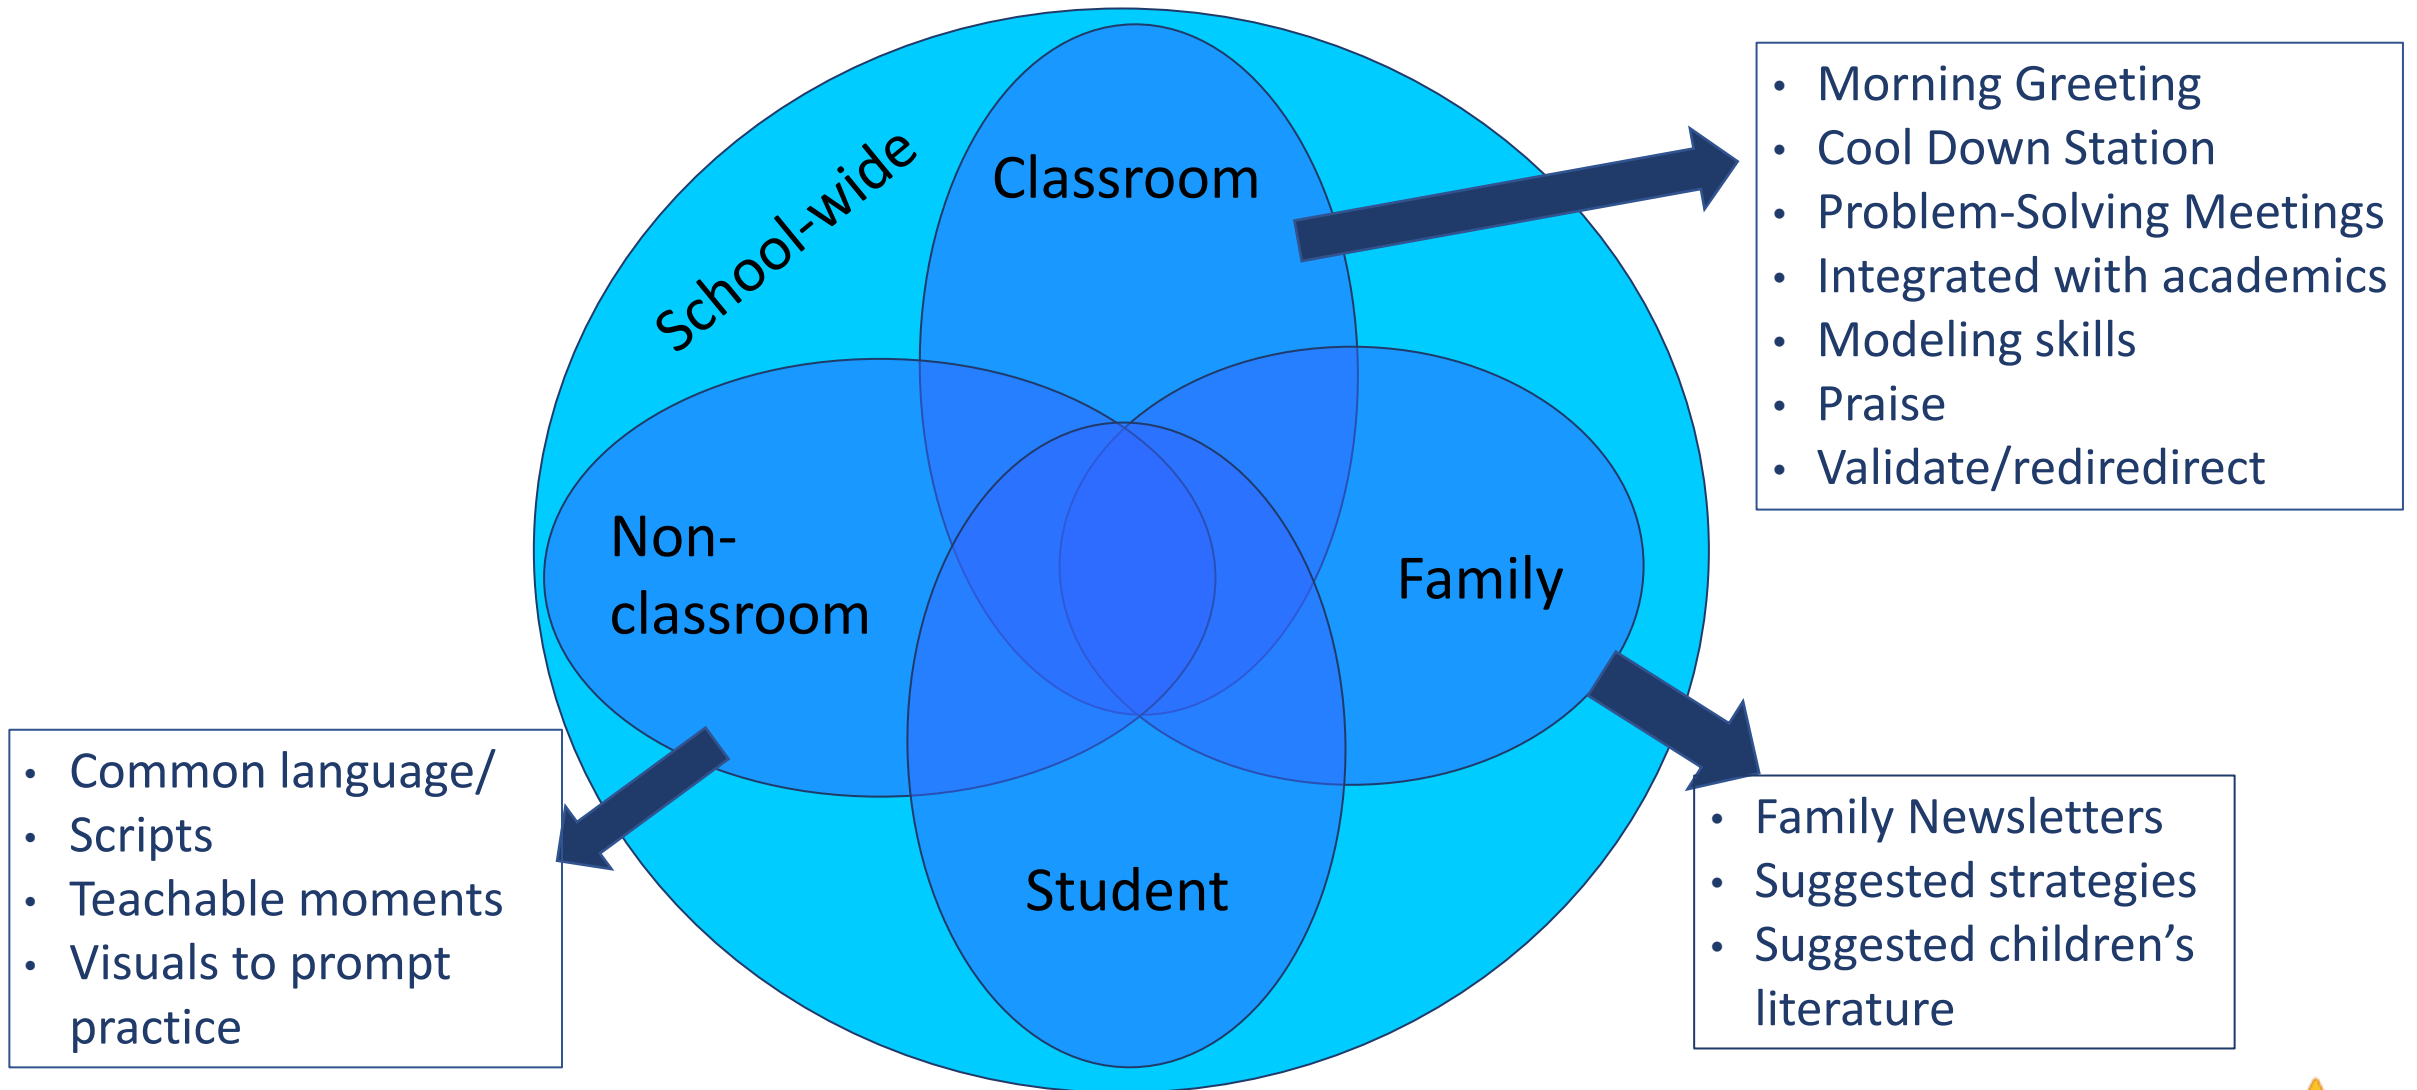 School-wide
Classroom
Non-
classroom
Family
Student
• Morning Greeting
• Cool Down Station
• Problem-Solving Meetings
• Integrated with academics
• Modeling skills
• Praise
• Validate/rediredirect
• Common language/
• Scripts
• Teachable moments
• Visuals to prompt
practice
• Family Newsletters
• Suggested strategies
• Suggested children’s
literature